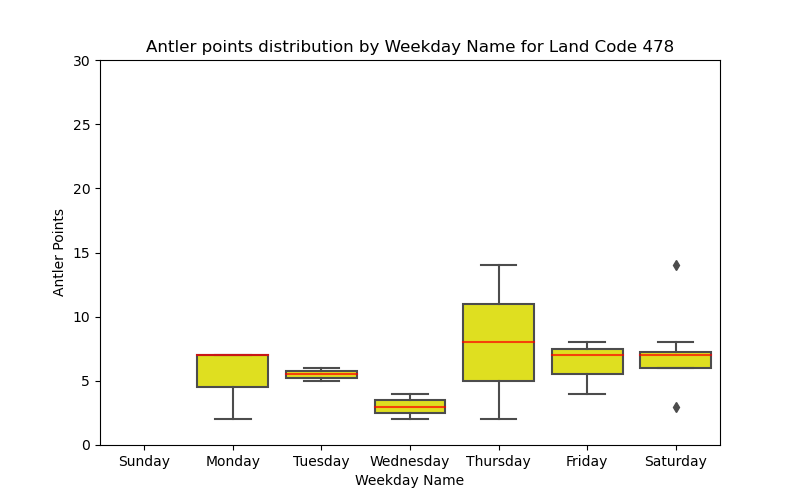 Antler points distribution by Weekday Name for Land Code 478
Antler Points
30
25
20
15
10
5
0
Sunday Monday Tuesday Wednesday Thursday Friday Saturday
Weekday Name